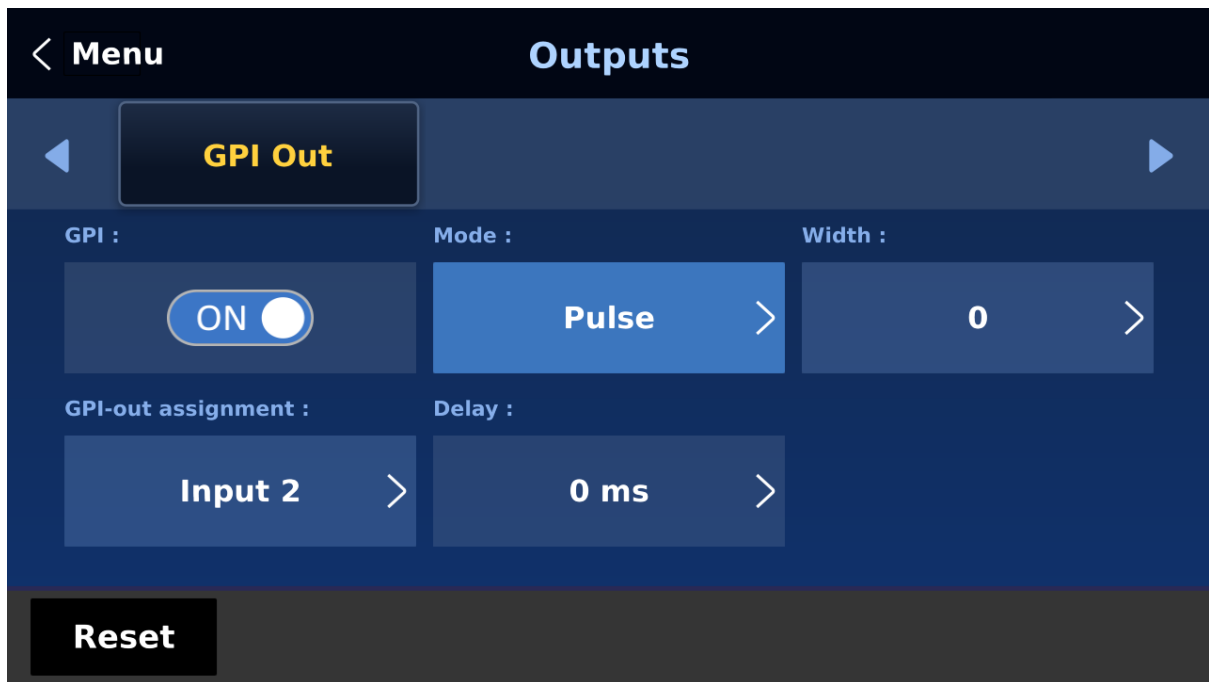 Menu
Outputs
GPI Out
GPI :
Mode :
Width :
ON
Pulse
0
GPI-out assignment :
Delay :
Input 2
0 ms
Reset